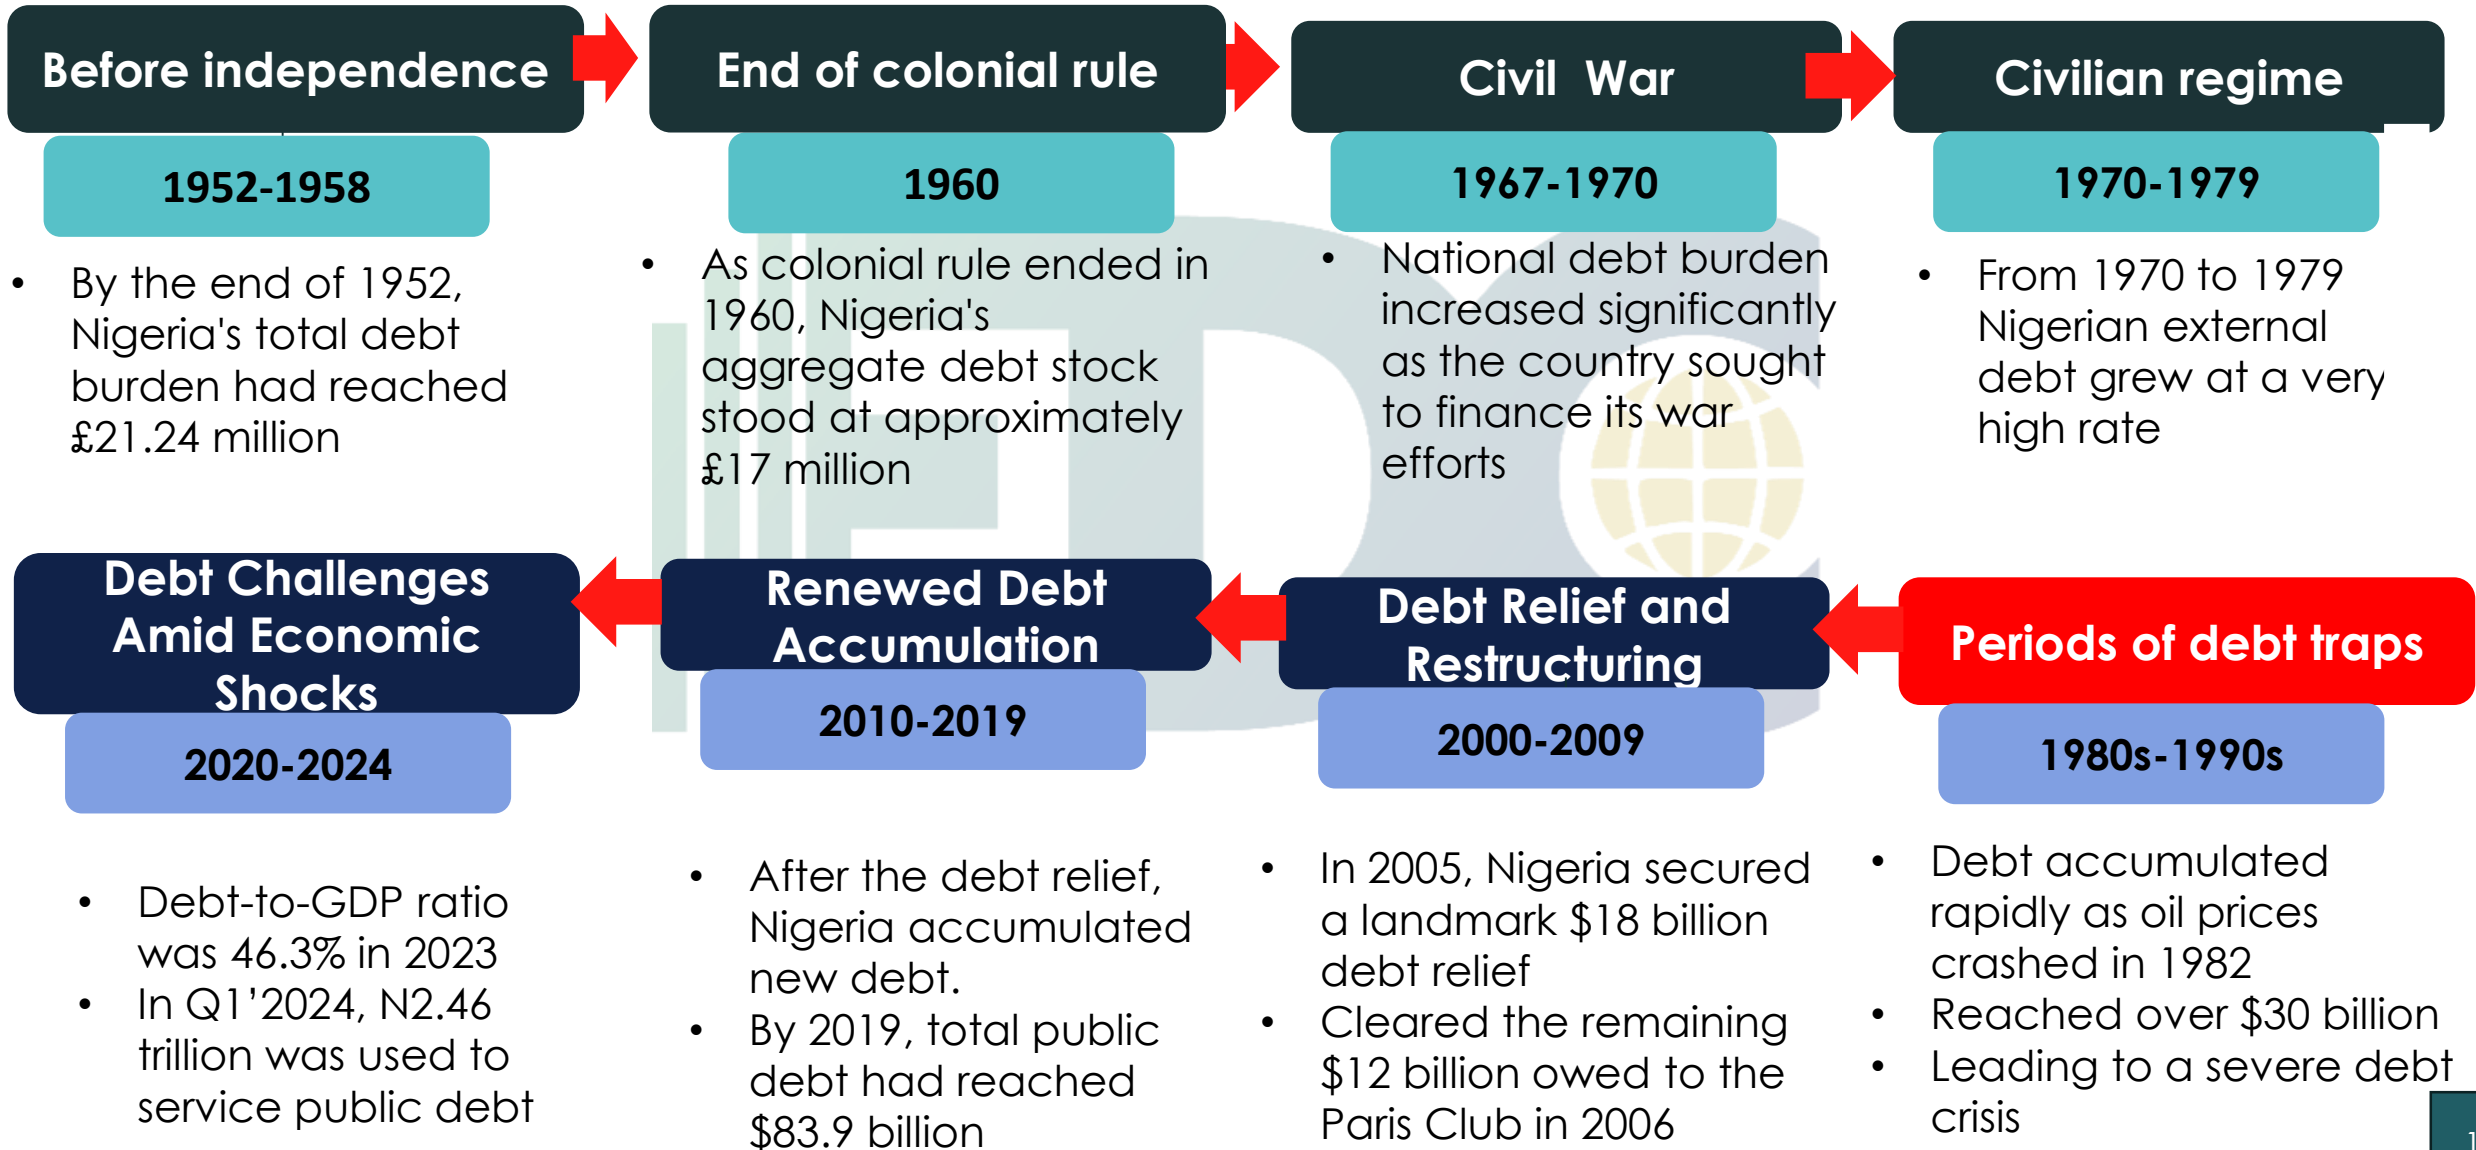 Before independence
1952-1958
• By the end of 1952,
Nigeria's total debt
burden had reached
£21.24 million
End of colonial rule
1960
• As colonial rule ended in
1960, Nigeria's
aggregate debt stock
stood at approximately
£17 million
Civil War
1967-1970
• National debt burden
increased significantly
as the country sought
to finance its war
efforts
Civilian regime
1970-1979
• From 1970 to 1979
Nigerian external
debt grew at a very
high rate
Periods of debt traps
1980s-1990s
• Debt accumulated
rapidly as oil prices
crashed in 1982
• Reached over $30 billion
• Leading to a severe debt
crisis
Debt Relief and
Restructuring
2000-2009
• In 2005, Nigeria secured
a landmark $18 billion
debt relief
• Cleared the remaining
$12 billion owed to the
Paris Club in 2006
Renewed Debt
Accumulation
2010-2019
• After the debt relief,
Nigeria accumulated
new debt.
• By 2019, total public
debt had reached
$83.9 billion
Debt Challenges
Amid Economic
Shocks
2020-2024
• Debt-to-GDP ratio
was 46.3% in 2023
• In Q1’2024, N2.46
trillion was used to
service public debt
FDC